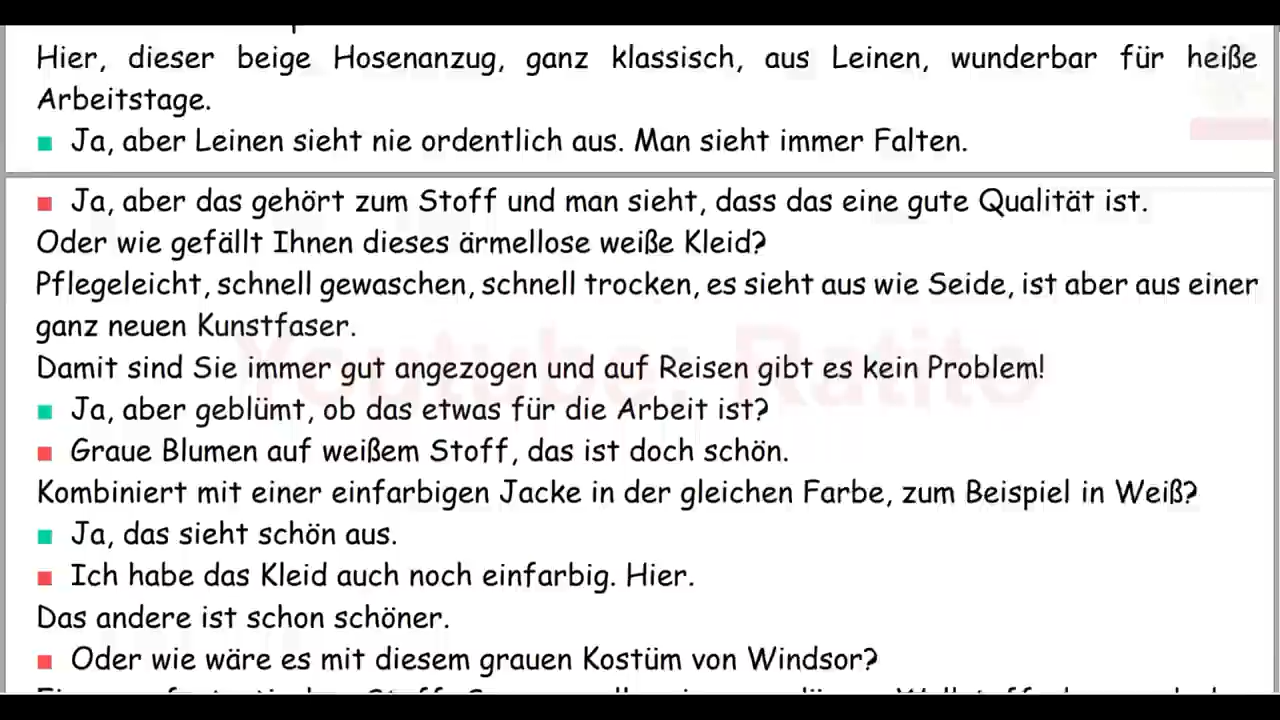 Hier, dieser beige Hosenanzug, ganz klassisch, aus Leinen, wunderbar für heiße
Arbeitstage.
Ja, aber Leinen sieht nie ordentlich aus. Man sieht immer Falten.
Ja, aber das gehört zum Stoff und man sieht, dass das eine gute Qualität ist.
Oder wie gefällt Ihnen dieses ärmellose weiße Kleid?
Pflegeleicht, schnell gewaschen, schnell trocken, es sieht aus wie Seide, ist aber aus einer
ganz neuen Kunstfaser.
Youtube: Ratito
Damit sind Sie immer gut angezogen und auf Reisen gibt es kein Problem!
Ja, aber geblümt, ob das etwas für die Arbeit ist?
Graue Blumen auf weißem Stoff, das ist doch schön.
Kombiniert mit einer einfarbigen Jacke in der gleichen Farbe, zum Beispiel in Weiß?
Ja, das sieht schön aus.
Ich habe das Kleid auch noch einfarbig. Hier.
Das andere ist schon schöner.
Oder wie wäre es mit diesem grauen Kostüm von Windsor?